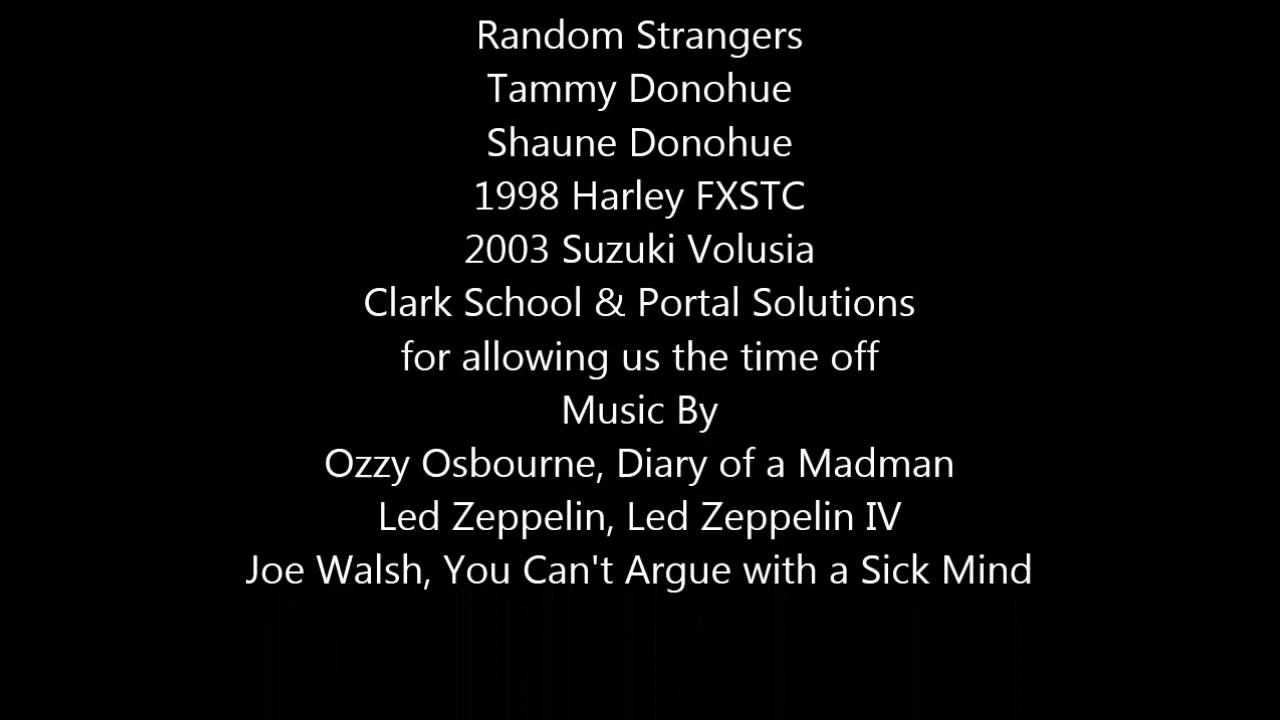 Random Strangers
Tammy Donohue
Shaune Donohue
1998 Harley FXSTC
2003 Suzuki Volusia
Clark School & Portal Solutions
for allowing us the time off
Music By
Ozzy Osbourne, Diary of a Madman
Led Zeppelin, Led Zeppelin IV
Joe Walsh, You Can't Argue with a Sick Mind